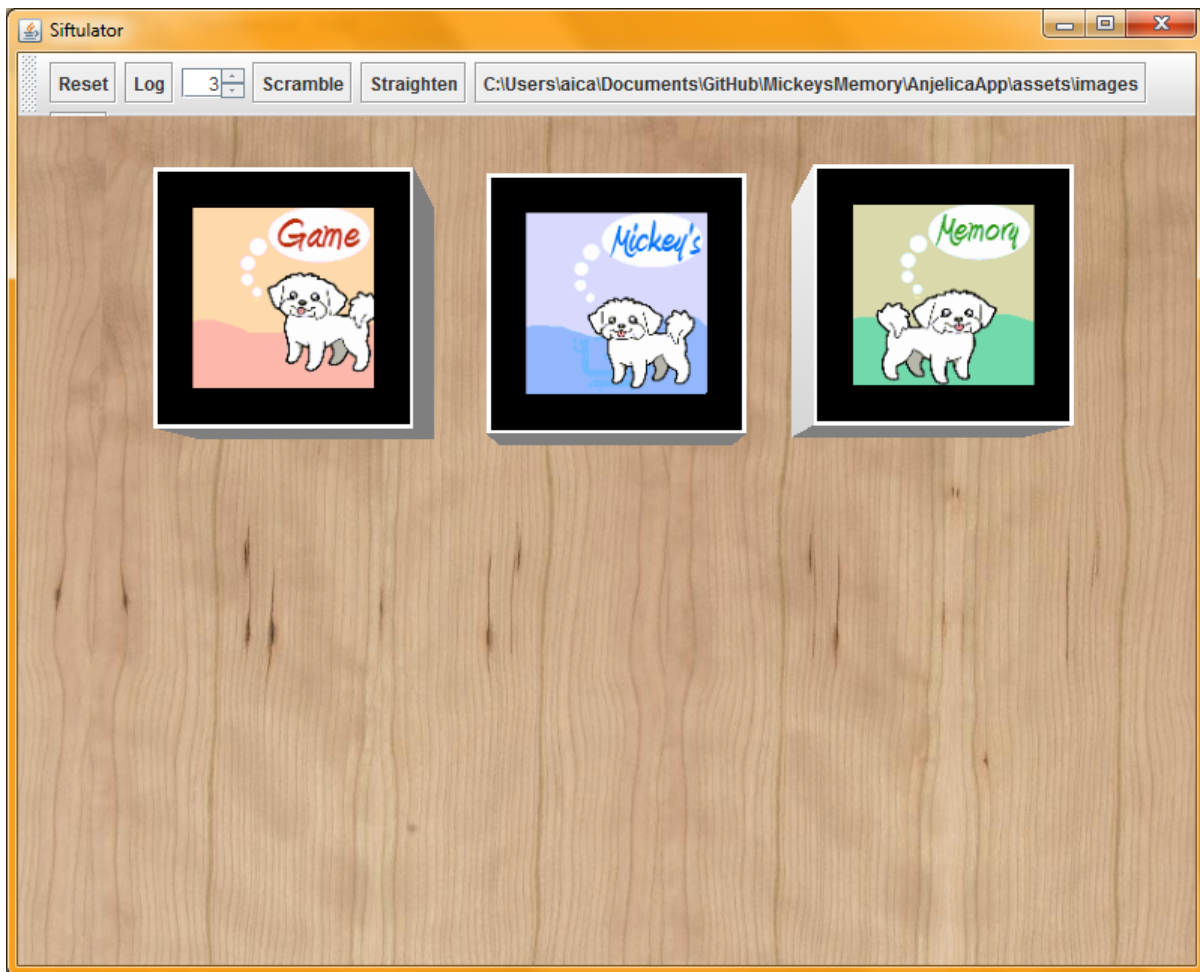 Siftulator
Reset Log 3 Scramble Straighten C:\Users\aica\Documents\GitHub\MickeysMemory\AnjelicaApp\assets\images
Game Mickey's Memory